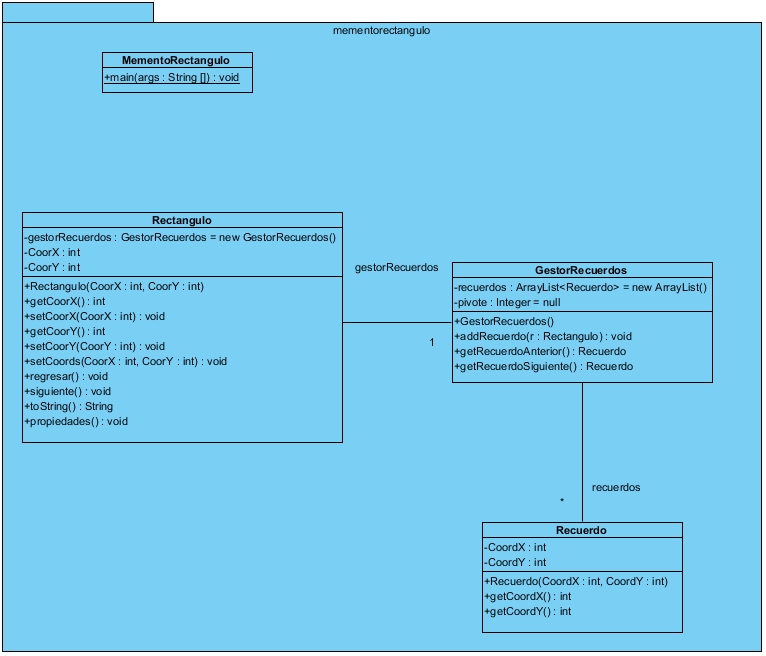 mementorectangulo
MementoRectangulo
+main(args : String []) : void
Rectangulo
-gestorRecuerdos : GestorRecuerdos = new GestorRecuerdos()
-CoorX : int
-CoorY : int
+Rectangulo(CoorX : int, CoorY : int)
+getCoorX() : int
+setCoorX(CoorX : int) : void
+getCoorY() : int
+setCoorY(CoorY : int) : void
+setCoords(CoorX : int, CoorY : int) : void
+regresar() : void
+siguiente() : void
+toString() : String
+propiedades() : void
gestorRecuerdos
1
GestorRecuerdos
-recuerdos : ArrayList<Recuerdo> = new ArrayList()
-pivote : Integer = null
+GestorRecuerdos()
+addRecuerdo(r : Rectangulo) : void
+getRecuerdoAnterior() : Recuerdo
+getRecuerdoSiguiente() : Recuerdo
recuerdos
*
Recuerdo
-CoordX : int
-CoordY : int
+Recuerdo(CoordX : int, CoordY : int)
+getCoordX() : int
+getCoordY() : int